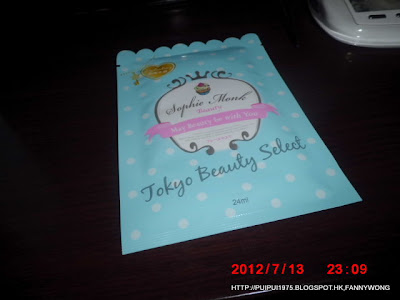 Sophie Monk
Beauty
May Beauty be with You
Tokyo Beauty Select
24ml
2012/7/13 23:09
HTTP://PUIPUI1975.BLOGSPOT.HK,FANNYWONG